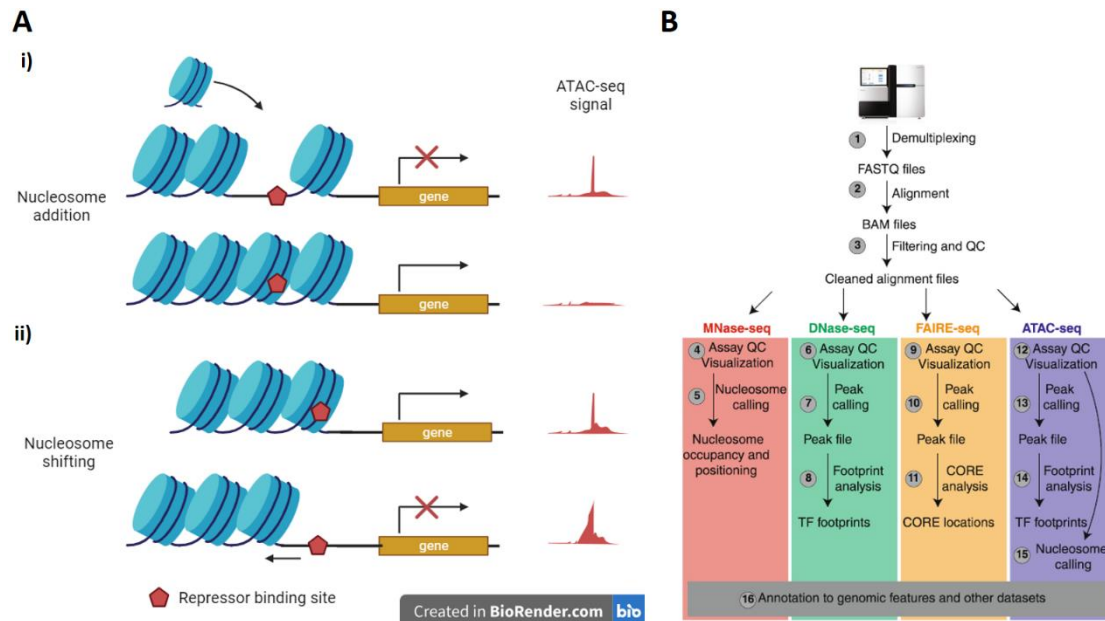 A
i)
ATAC-seq
signal
Nucleosome
addition
gene
gene
ii)
Nucleosome
shifting
gene
gene
Repressor binding site
Created in BioRender.com bio
B
1 Demultiplexing
FASTQ files
2 Alignment
BAM files
3 Filtering and QC
Cleaned alignment files
MNase-seq
4 Assay QC
Visualization
5 Nucleosome
calling
Nucleosome
occupancy and
positioning
DNase-seq
6 Assay QC
Visualization
7 Peak
calling
Peak file
8 Footprint
analysis
TF footprints
FAIRE-seq
9 Assay QC
Visualization
10 Peak
calling
Peak file
11 CORE
analysis
CORE locations
ATAC-seq
12 Assay QC
Visualization
13 Peak
calling
Peak file
14 Footprint
analysis
TF footprints
15 Nucleosome
calling
16 Annotation to genomic features and other datasets